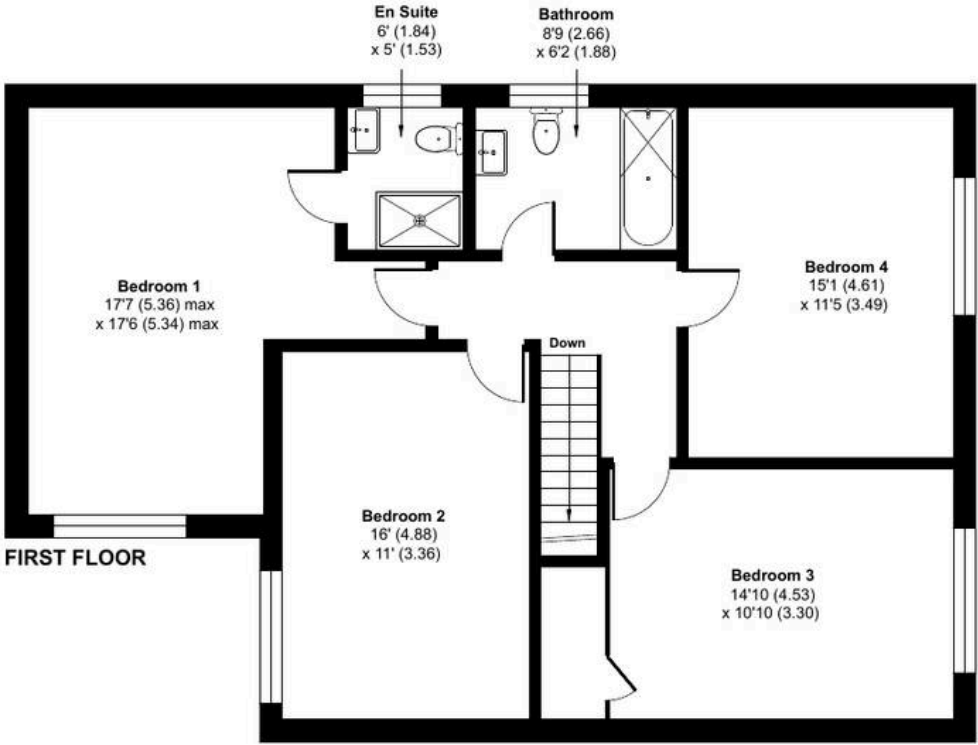 En Suite
6' (1.84)
x 5' (1.53)
Bathroom
8'9 (2.66)
x 6'2 (1.88)
Bedroom 1
17'7 (5.36) max
x 17'6 (5.34) max
Bedroom 4
15'1 (4.61)
x 11'5 (3.49)
Down
Bedroom 2
16' (4.88)
x 11' (3.36)
FIRST FLOOR
Bedroom 3
14'10 (4.53)
x 10'10 (3.30)